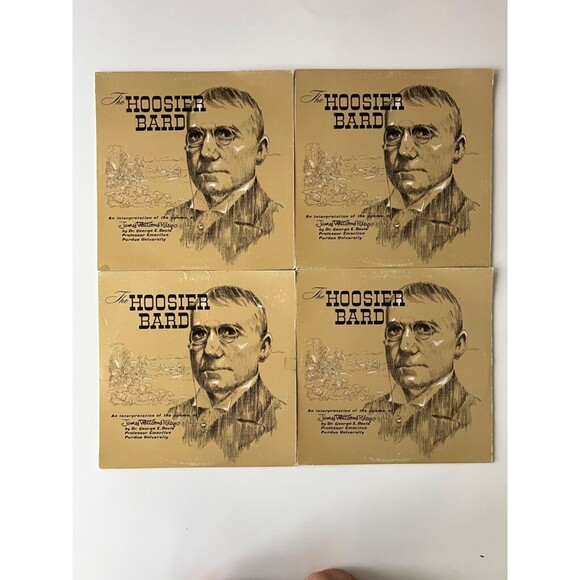 The
HOOSIER
BARD
An interpretation of the poems of
James Whitcomb Riley
by Dr. George E. Davis
Professor Emeritus
Purdue University
The
HOOSIER
BARD
An interpretation of the poems of
James Whitcomb Riley
by Dr. George E. Davis
Professor Emeritus
Purdue University
The
HOOSIER
BARD
An interpretation of the poems of
James Whitcomb Riley
by Dr. George E. Davis
Professor Emeritus
Purdue University
The
HOOSIER
BARD
An interpretation of the poems of
James Whitcomb Riley
by Dr. George E. Davis
Professor Emeritus
Purdue University